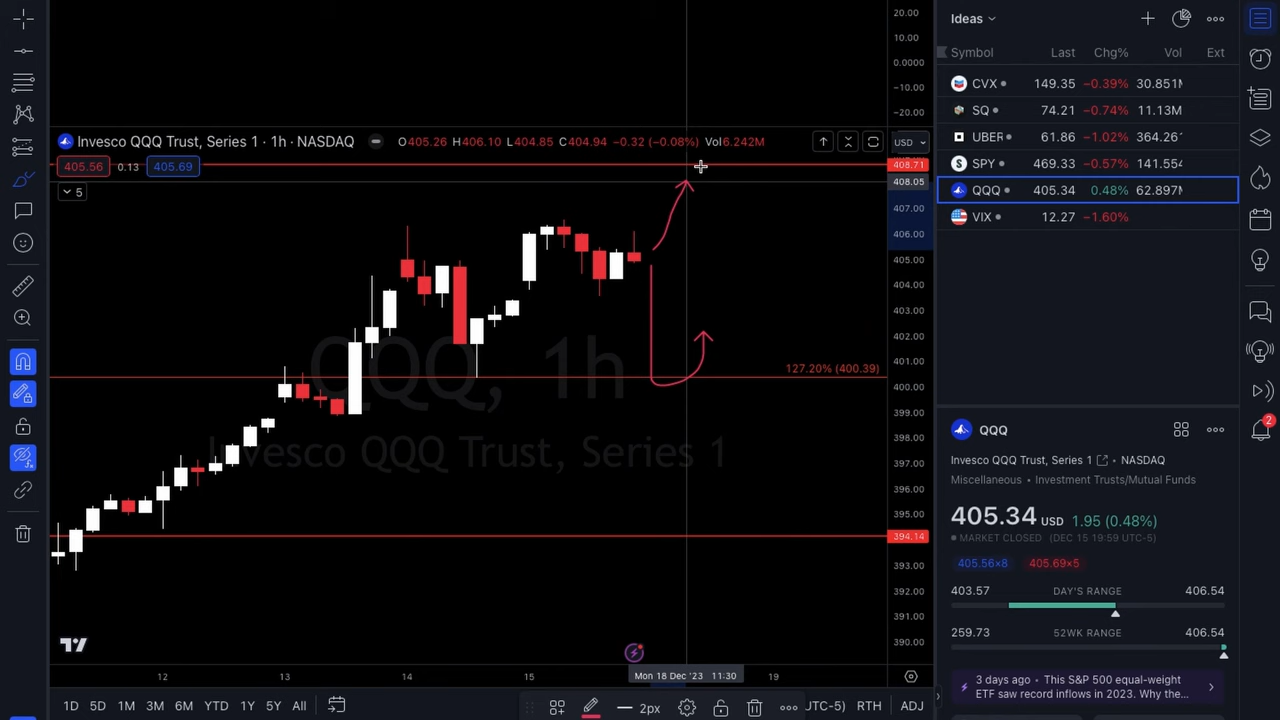 20.00
10.00
0.0000
−10.00
−20.00
Invesco QQQ Trust, Series 1 · 1h · NASDAQ
O405.26 H406.10 L404.85 C404.94 −0.32 (−0.08%) Vol6.242M
USD
405.56 0.13 405.69
5
408.71
408.05
407.00
406.00
405.00
404.00
403.00
402.00
401.00
400.00
399.00
398.00
397.00
396.00
395.00
394.14
393.00
392.00
391.00
390.00
127.20% (400.39)
QQQ, 1h
Invesco QQQ Trust, Series 1
12 13 14 15 Mon 18 Dec '23 11:30 19
1D 5D 1M 3M 6M YTD 1Y 5Y All
2px
UTC-5) RTH ADJ
Ideas
Symbol Last Chg% Vol Ext
CVX 149.35 −0.39% 30.851M
SQ 74.21 −0.74% 11.13M
UBER 61.86 −1.02% 364.26
SPY 469.33 −0.57% 141.554
QQQ 405.34 0.48% 62.897M
VIX 12.27 −1.60%
QQQ
Invesco QQQ Trust, Series 1 • NASDAQ
Miscellaneous • Investment Trusts/Mutual Funds
405.34 USD 1.95 (0.48%)
MARKET CLOSED (DEC 15 19:59 UTC-5)
405.56×8 405.69×5
403.57 DAY'S RANGE 406.54
259.73 52WK RANGE 406.54
3 days ago • This S&P 500 equal-weight
ETF saw record inflows in 2023. Why the...
2